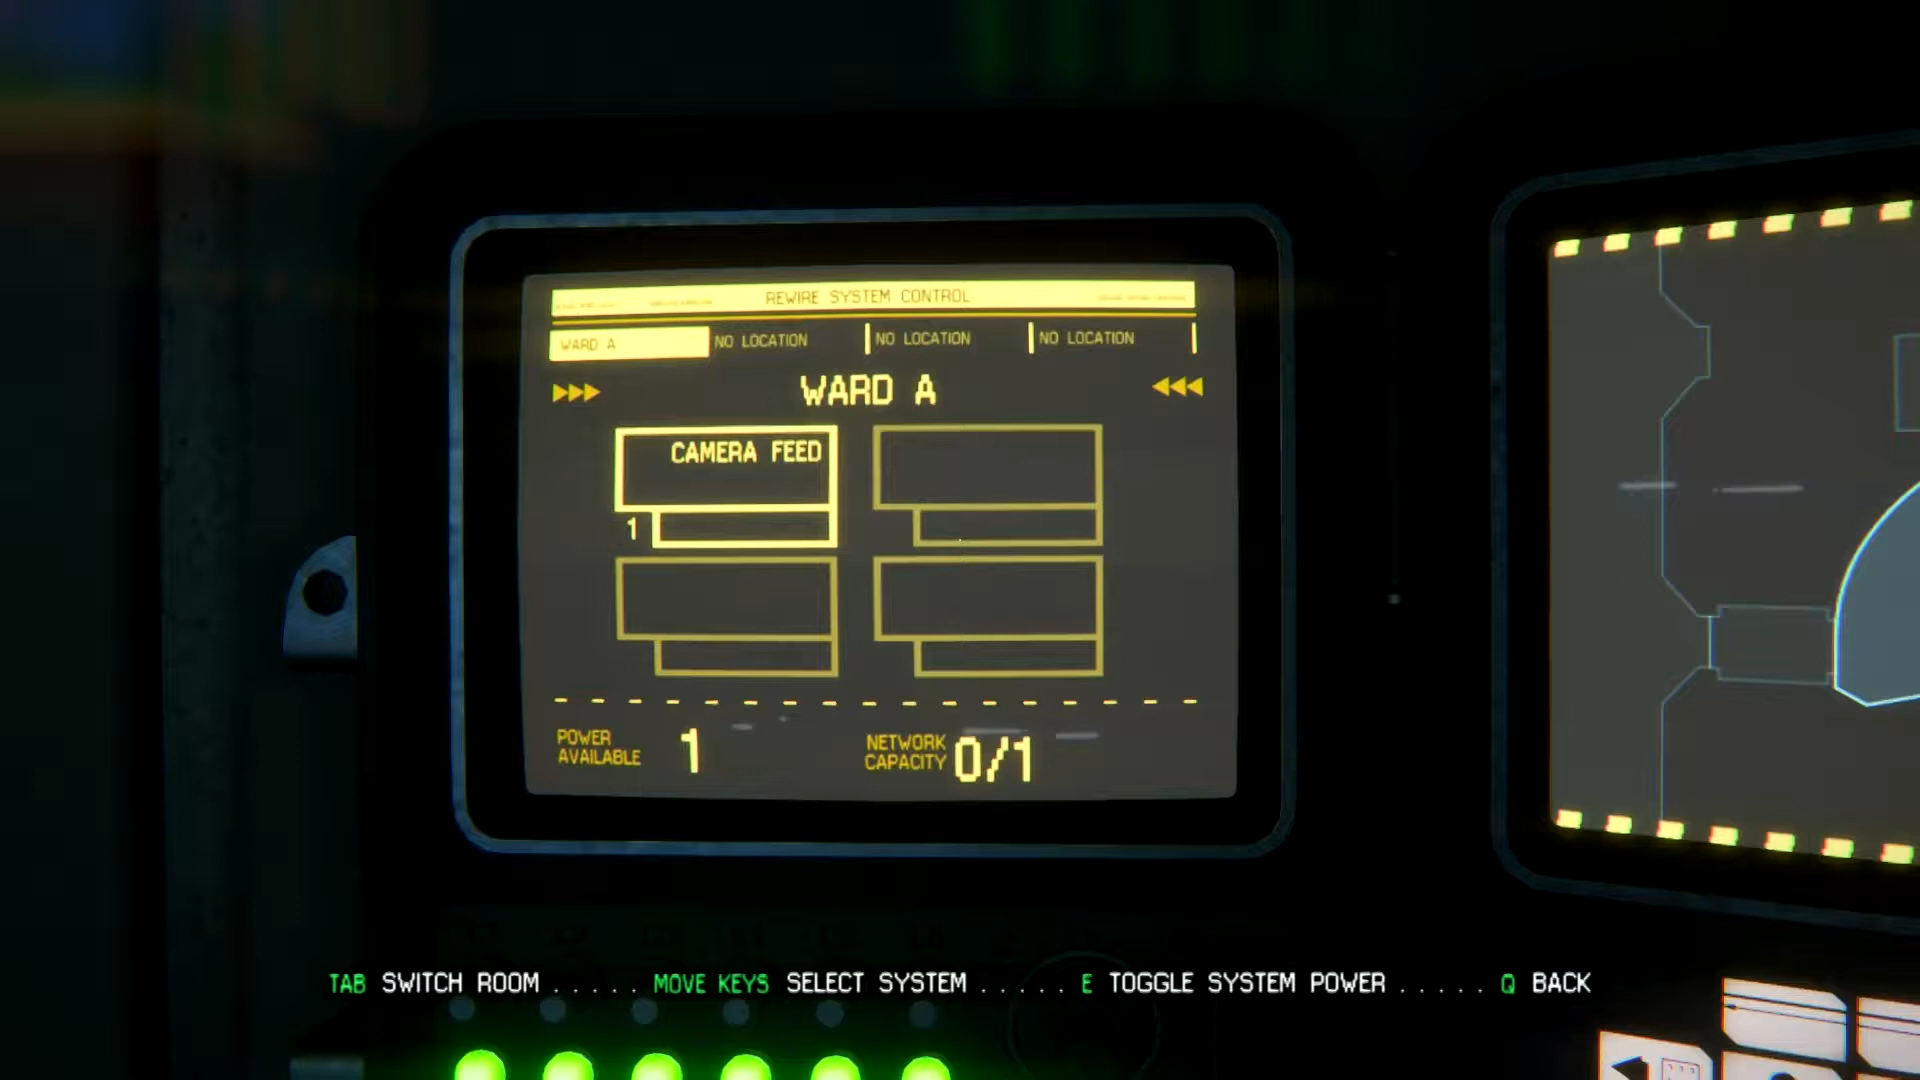 REWIRE SYSTEM CONTROL
WARD A NO LOCATION NO LOCATION NO LOCATION
WARD A
CAMERA FEED
1
POWER AVAILABLE 1
NETWORK CAPACITY 0/1
TAB SWITCH ROOM ..... MOVE KEYS SELECT SYSTEM ..... E TOGGLE SYSTEM POWER ..... Q BACK